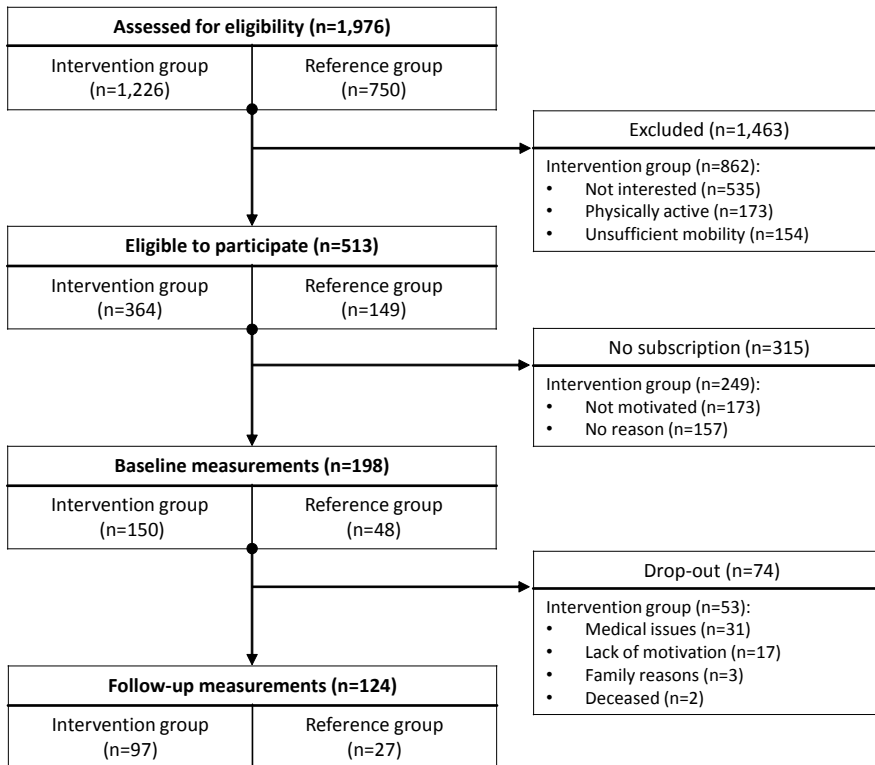 Assessed for eligibility (n=1,976)
Intervention group
(n=1,226)
Reference group
(n=750)
Excluded (n=1,463)
Intervention group (n=862):
• Not interested (n=535)
• Physically active (n=173)
• Unsufficient mobility (n=154)
Eligible to participate (n=513)
Intervention group
(n=364)
Reference group
(n=149)
No subscription (n=315)
Intervention group (n=249):
• Not motivated (n=173)
• No reason (n=157)
Baseline measurements (n=198)
Intervention group
(n=150)
Reference group
(n=48)
Drop-out (n=74)
Intervention group (n=53):
• Medical issues (n=31)
• Lack of motivation (n=17)
• Family reasons (n=3)
• Deceased (n=2)
Follow-up measurements (n=124)
Intervention group
(n=97)
Reference group
(n=27)